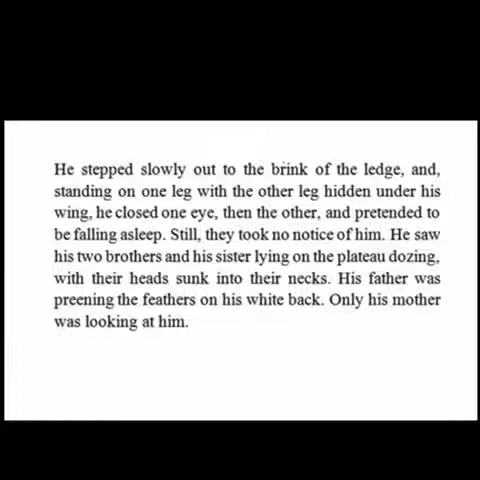 He stepped slowly out to the brink of the ledge, and,
standing on one leg with the other leg hidden under his
wing, he closed one eye, then the other, and pretended to
be falling asleep. Still, they took no notice of him. He saw
his two brothers and his sister lying on the plateau dozing,
with their heads sunk into their necks. His father was
preening the feathers on his white back. Only his mother
was looking at him.